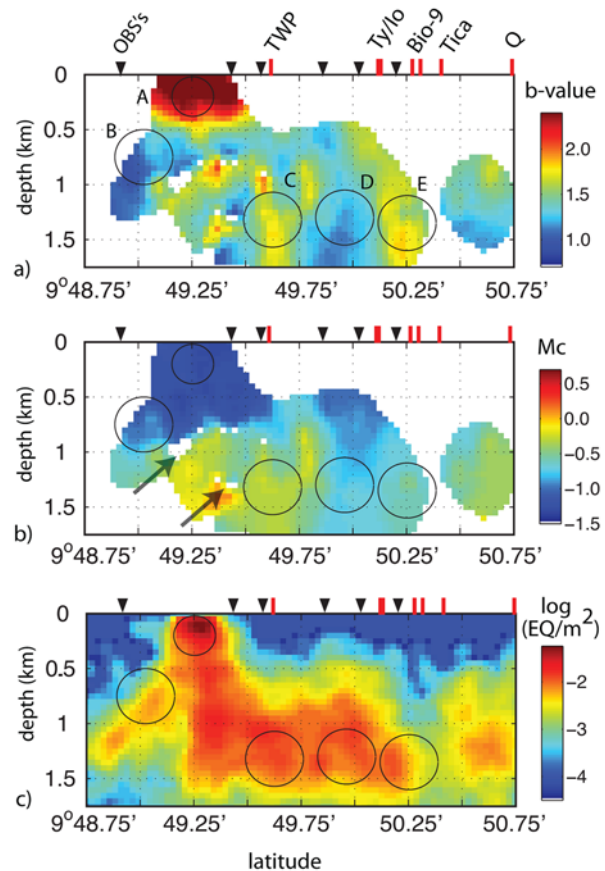 OBS's TWP Ty/Io Bio-9 Tica Q
b-value
A B C D E
depth (km)
0
0.5
1
1.5
2.0
1.5
1.0
a)
9° 48.75' 49.25' 49.75' 50.25' 50.75'
Mc
depth (km)
0
0.5
1
1.5
0.5
0.0
−0.5
−1.0
−1.5
b)
9° 48.75' 49.25' 49.75' 50.25' 50.75'
log
(EQ/m²)
depth (km)
0
0.5
1
1.5
−2
−3
−4
c)
9° 48.75' 49.25' 49.75' 50.25' 50.75'
latitude